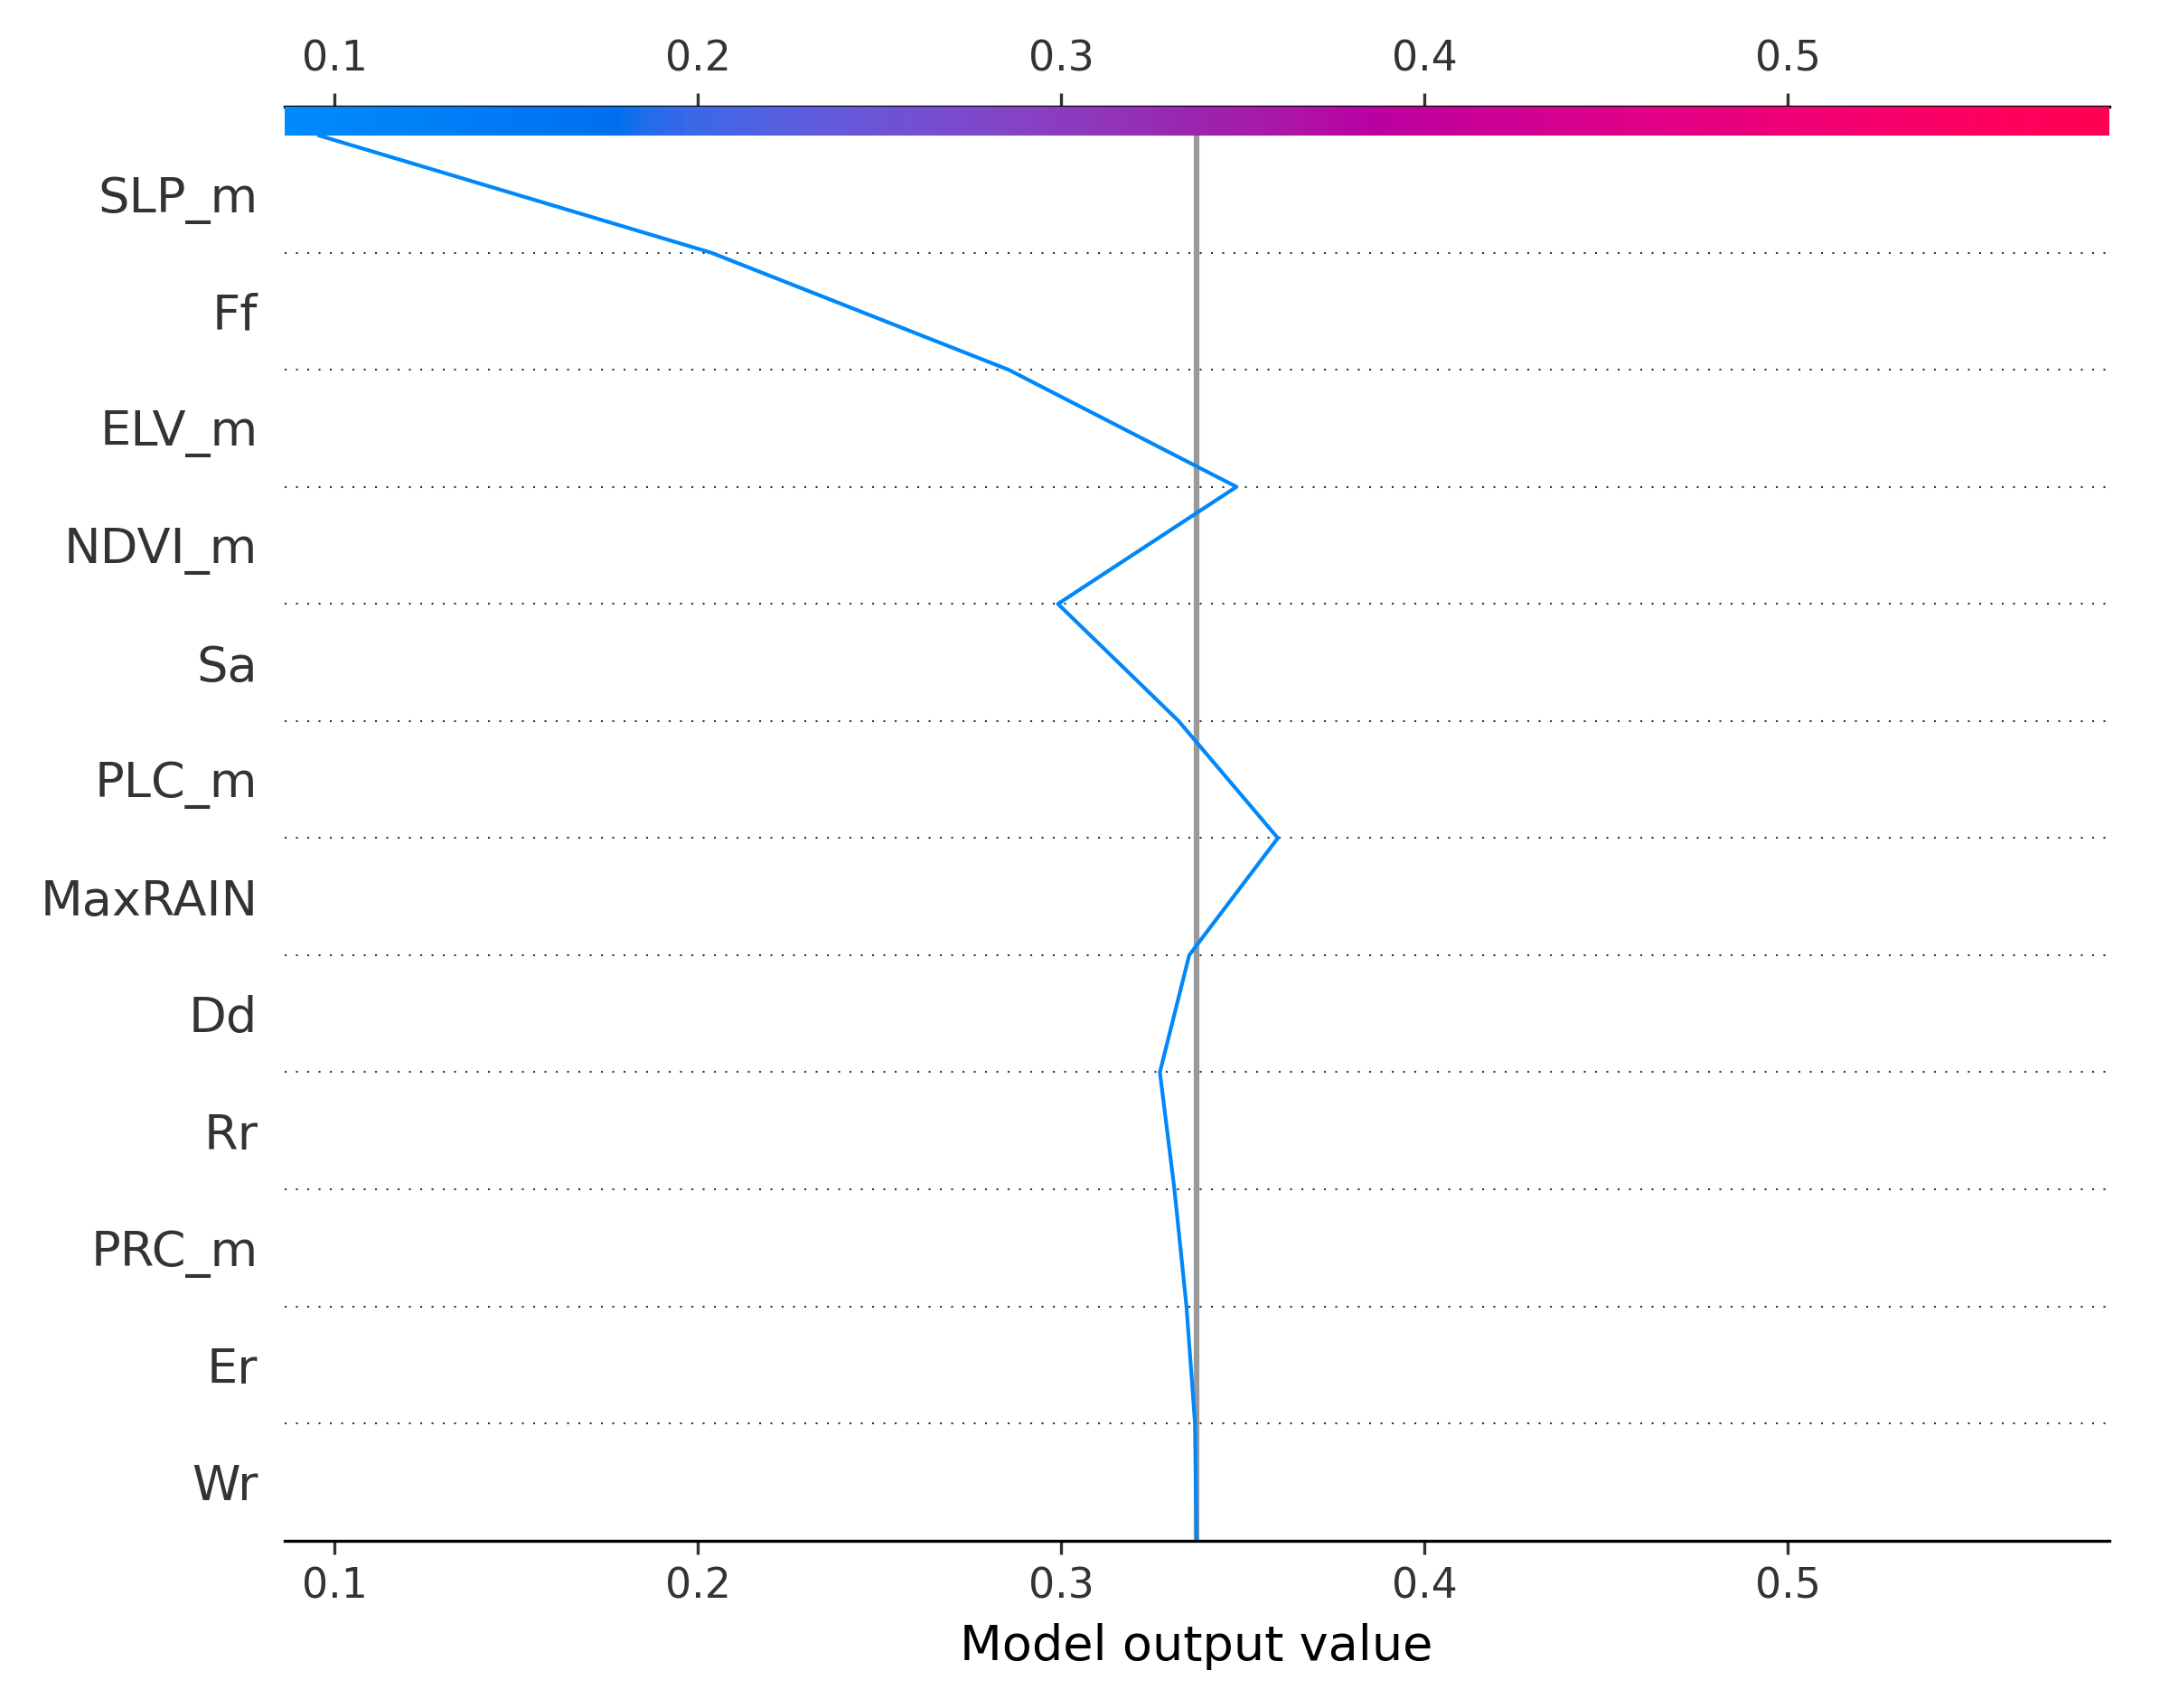 0.1 0.2 0.3 0.4 0.5
SLP_m
Ff
ELV_m
NDVI_m
Sa
PLC_m
MaxRAIN
Dd
Rr
PRC_m
Er
Wr
0.1 0.2 0.3 0.4 0.5
Model output value